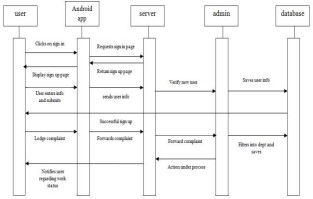 user
Android
app
server
admin
database
Clicks on sign in
Requests sign in page
Display sign up page
Return sign up page
User enters info
and submits
sends user info
Verify new user
Saves user info
Successful sign up
Lodge complaint
Forwards complaint
Forward complaint
Filters into dept and
saves
Action under process
Notifies user
regarding work
status